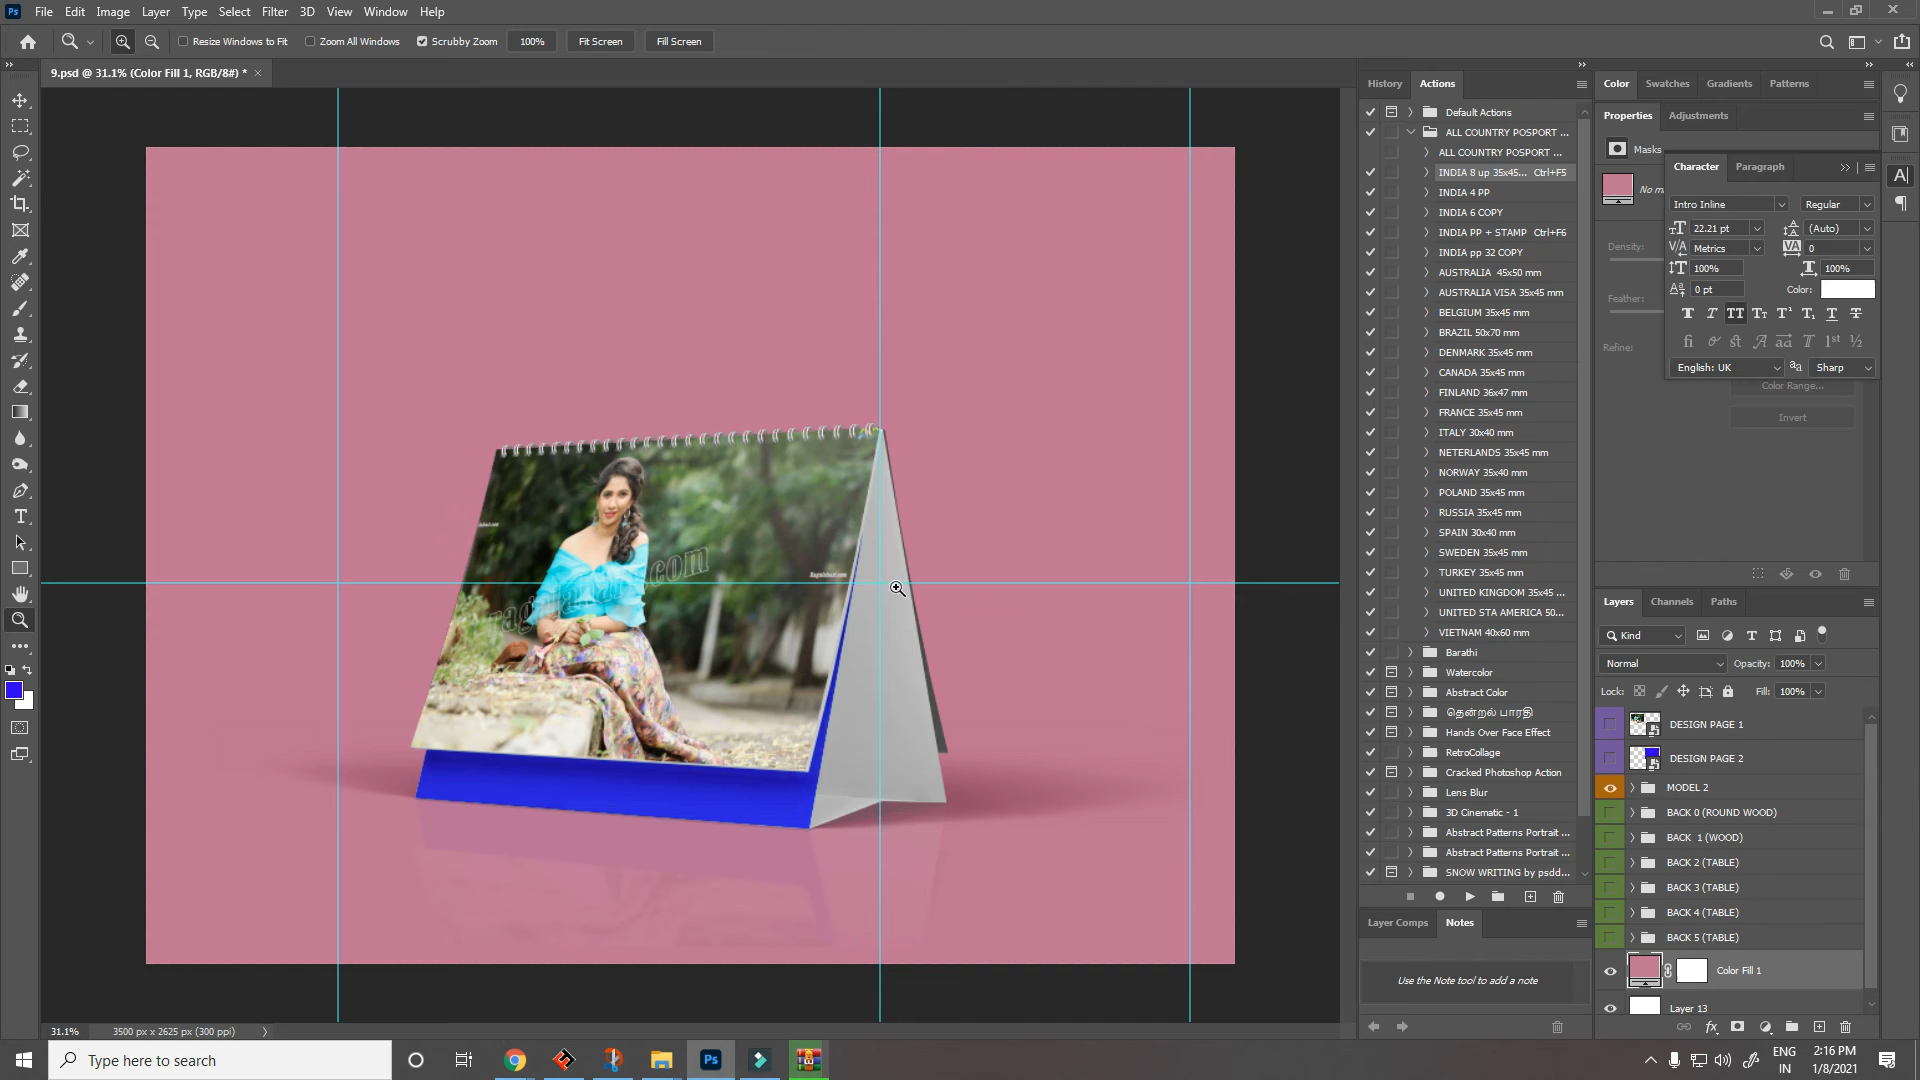 Ps File Edit Image Layer Type Select Filter 3D View Window Help
Resize Windows to Fit Zoom All Windows Scrubby Zoom 100% Fit Screen Fill Screen
9.psd @ 31.1% (Color Fill 1, RGB/8#) * ×
History Actions
Default Actions
ALL COUNTRY POSPORT ...
ALL COUNTRY POSPORT ...
INDIA 8 up 35x45... Ctrl+F5
INDIA 4 PP
INDIA 6 COPY
INDIA PP + STAMP Ctrl+F6
INDIA pp 32 COPY
AUSTRALIA 45x50 mm
AUSTRALIA VISA 35x45 mm
BELGIUM 35x45 mm
BRAZIL 50x70 mm
DENMARK 35x45 mm
CANADA 35x45 mm
FINLAND 36x47 mm
FRANCE 35x45 mm
ITALY 30x40 mm
NETERLANDS 35x45 mm
NORWAY 35x40 mm
POLAND 35x45 mm
RUSSIA 35x45 mm
SPAIN 30x40 mm
SWEDEN 35x45 mm
TURKEY 35x45 mm
UNITED KINGDOM 35x45 ...
UNITED STA AMERICA 50...
VIETNAM 40x60 mm
Barathi
Watercolor
Abstract Color
தென்றல் பாரதி
Hands Over Face Effect
RetroCollage
Cracked Photoshop Action
Lens Blur
3D Cinematic - 1
Abstract Patterns Portrait ...
Abstract Patterns Portrait ...
SNOW WRITING by psdd...
Layer Comps Notes
Use the Note tool to add a note
Color Swatches Gradients Patterns
Properties Adjustments
Masks
No m
Density:
Feather:
Refine:
Character Paragraph
Intro Inline Regular
22.21 pt (Auto)
Metrics 0
100% 100%
0 pt Color:
English: UK Sharp
Color Range...
Invert
Layers Channels Paths
Kind
Normal Opacity: 100%
Lock: Fill: 100%
DESIGN PAGE 1
DESIGN PAGE 2
MODEL 2
BACK 0 (ROUND WOOD)
BACK 1 (WOOD)
BACK 2 (TABLE)
BACK 3 (TABLE)
BACK 4 (TABLE)
BACK 5 (TABLE)
Color Fill 1
Layer 13
31.1% 3500 px x 2625 px (300 ppi)
Type here to search
ENG
IN
2:16 PM
1/8/2021